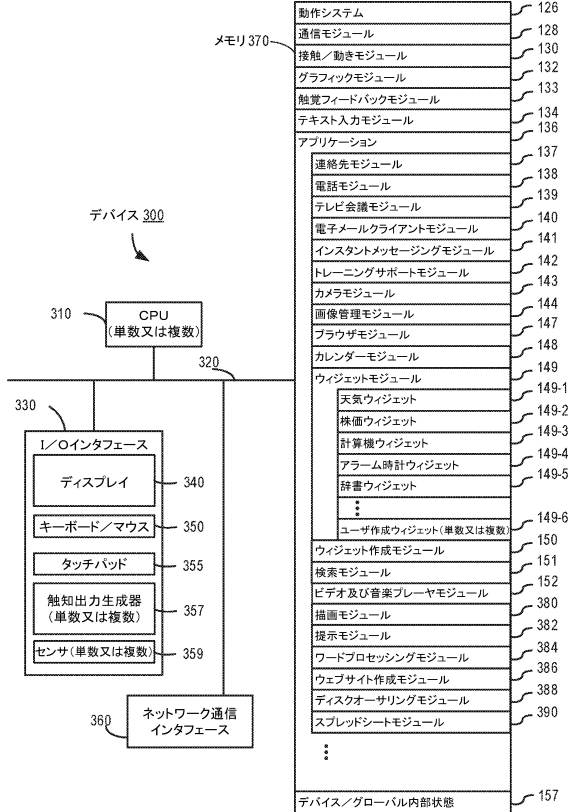 デバイス 300
310
CPU
(単数又は複数)
320
330
I/Oインタフェース
ディスプレイ
340
キーボード/マウス
350
タッチパッド
355
触知出力生成器
(単数又は複数)
357
センサ(単数又は複数)
359
360
ネットワーク通信
インタフェース
メモリ370
動作システム
126
通信モジュール
128
接触/動きモジュール
130
グラフィックモジュール
132
触覚フィードバックモジュール
133
テキスト入力モジュール
134
アプリケーション
136
連絡先モジュール
137
電話モジュール
138
テレビ会議モジュール
139
電子メールクライアントモジュール
140
インスタントメッセージングモジュール
141
トレーニングサポートモジュール
142
カメラモジュール
143
画像管理モジュール
144
ブラウザモジュール
147
カレンダーモジュール
148
ウィジェットモジュール
149
天気ウィジェット
149-1
株価ウィジェット
149-2
計算機ウィジェット
149-3
アラーム時計ウィジェット
149-4
辞書ウィジェット
149-5
ユーザ作成ウィジェット(単数又は複数)
149-6
ウィジェット作成モジュール
150
検索モジュール
151
ビデオ及び音楽プレーヤモジュール
152
描画モジュール
380
提示モジュール
382
ワードプロセッシングモジュール
384
ウェブサイト作成モジュール
386
ディスクオーサリングモジュール
388
スプレッドシートモジュール
390
デバイス/グローバル内部状態
157